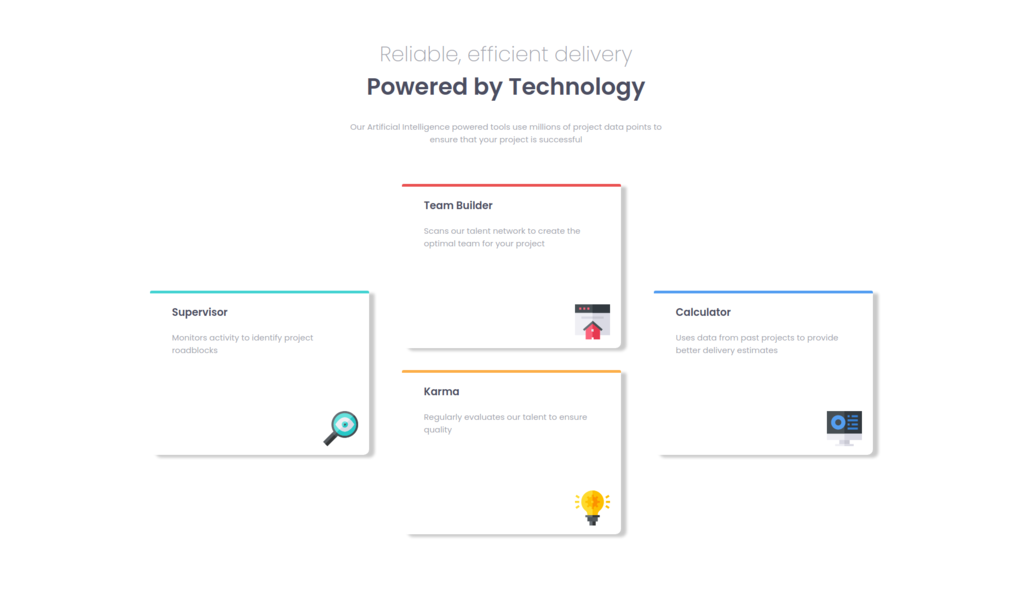 Reliable, efficient delivery
Powered by Technology
Our Artificial Intelligence powered tools use millions of project data points to
ensure that your project is successful
Team Builder
Scans our talent network to create the
optimal team for your project
Supervisor
Monitors activity to identify project
roadblocks
Calculator
Uses data from past projects to provide
better delivery estimates
Karma
Regularly evaluates our talent to ensure
quality